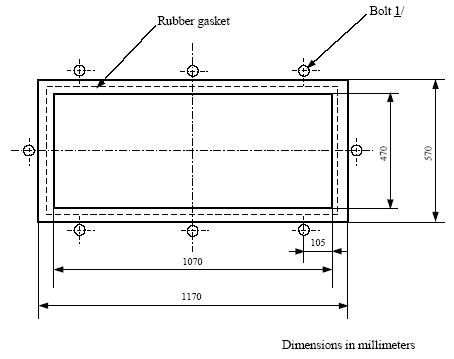 Bolt 1/
Rubber gasket
470
570
105
1070
1170
Dimensions in millimeters